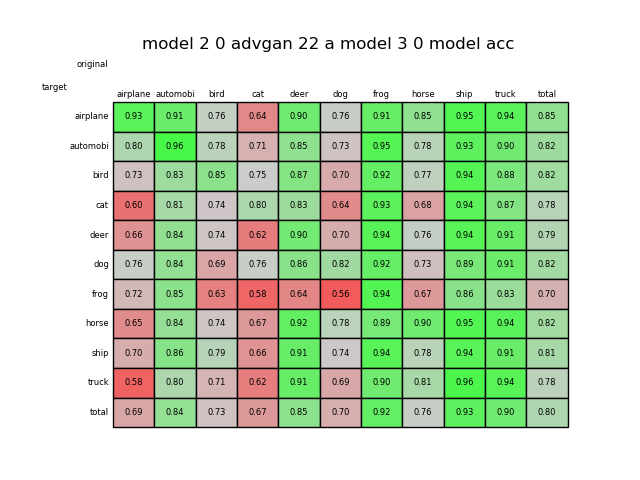 model 2 0 advgan 22 a model 3 0 model acc
original
target
airplane automobi bird cat deer dog frog horse ship truck total
airplane 0.93 0.91 0.76 0.64 0.90 0.76 0.91 0.85 0.95 0.94 0.85
automobi 0.80 0.96 0.78 0.71 0.85 0.73 0.95 0.78 0.93 0.90 0.82
bird 0.73 0.83 0.85 0.75 0.87 0.70 0.92 0.77 0.94 0.88 0.82
cat 0.60 0.81 0.74 0.80 0.83 0.64 0.93 0.68 0.94 0.87 0.78
deer 0.66 0.84 0.74 0.62 0.90 0.70 0.94 0.76 0.94 0.91 0.79
dog 0.76 0.84 0.69 0.76 0.86 0.82 0.92 0.73 0.89 0.91 0.82
frog 0.72 0.85 0.63 0.58 0.64 0.56 0.94 0.67 0.86 0.83 0.70
horse 0.65 0.84 0.74 0.67 0.92 0.78 0.89 0.90 0.95 0.94 0.82
ship 0.70 0.86 0.79 0.66 0.91 0.74 0.94 0.78 0.94 0.91 0.81
truck 0.58 0.80 0.71 0.62 0.91 0.69 0.90 0.81 0.96 0.94 0.78
total 0.69 0.84 0.73 0.67 0.85 0.70 0.92 0.76 0.93 0.90 0.80